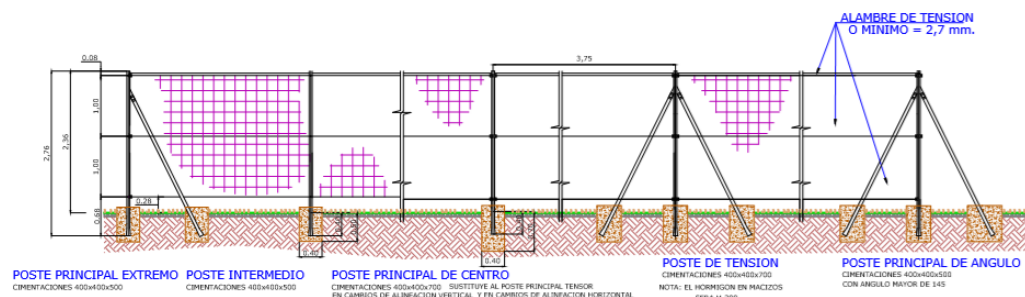 ALAMBRE DE TENSION
O MINIMO = 2,7 mm.
0.08
3,75
1,00
2,76
2,36
1,00
0.28
0.68
0.40
0.40
POSTE PRINCIPAL EXTREMO
CIMENTACIONES 400x400x500
POSTE INTERMEDIO
CIMENTACIONES 400x400x500
POSTE PRINCIPAL DE CENTRO
CIMENTACIONES 400x400x700 SUSTITUYE AL POSTE PRINCIPAL TENSOR
EN CAMBIOS DE ALINEACION VERTICAL Y EN CAMBIOS DE ALINEACION HORIZONTAL
POSTE DE TENSION
CIMENTACIONES 400x400x700
NOTA: EL HORMIGON EN MACIZOS
POSTE PRINCIPAL DE ANGULO
CIMENTACIONES 400x400x500
CON ANGULO MAYOR DE 145